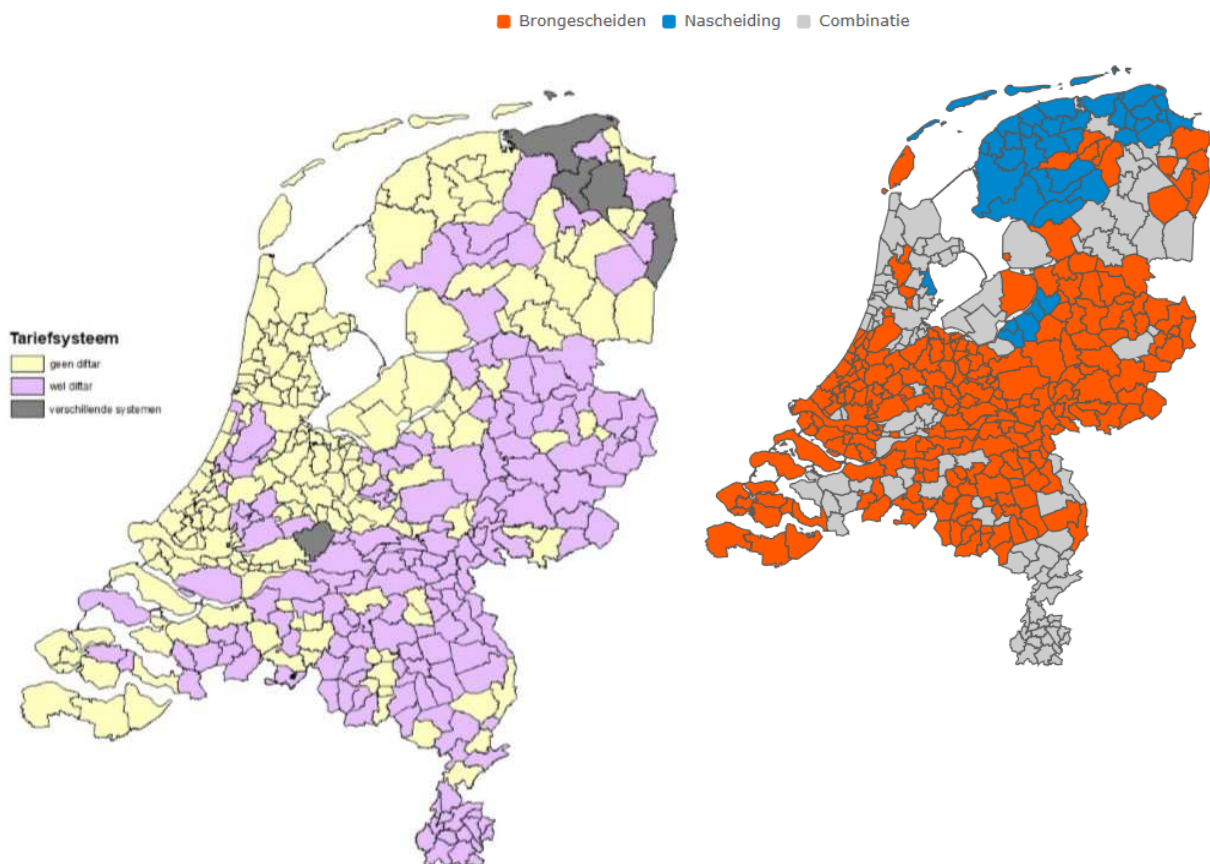 Brongescheiden Nascheiding Combinatie
Tariefsysteem
geen diftar
wel diftar
verschillende systemen